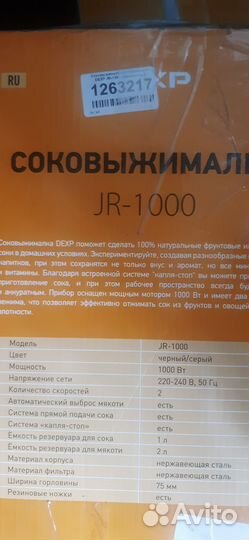 RU
1263217
XP
СОКОВЫЖИМАЛ
JR-1000
Соковыжималка DEXP поможет сделать 100% натуральные фруктовые и
соки в домашних условиях. Экспериментируйте, создавая разнообразные
напитков, при этом сохраняется не только вкус и аромат, но все мин
и витамины. Благодаря встроенной системе "капля-стоп" вы можете пр
приготовление сока, и при этом рабочее пространство всегда бу
и аккуратным. Прибор оснащен мощным мотором 1000 Вт и имеет два
режима, что позволяет эффективно отжимать сок из фруктов и овощей
плотности.
Модель JR-1000
Цвет черный/серый
Мощность 1000 Вт
Напряжение сети 220-240 В, 50 Гц
Количество скоростей 2
Автоматический выброс мякоти есть
Система прямой подачи сока есть
Система «капля-стоп» есть
Емкость резервуара для сока 1 л
Емкость резервуара для мякоти 2 л
Материал корпуса нержавеющая сталь
Материал фильтра нержавеющая сталь
Ширина горловины 75 мм
Резиновые ножки есть
Avito